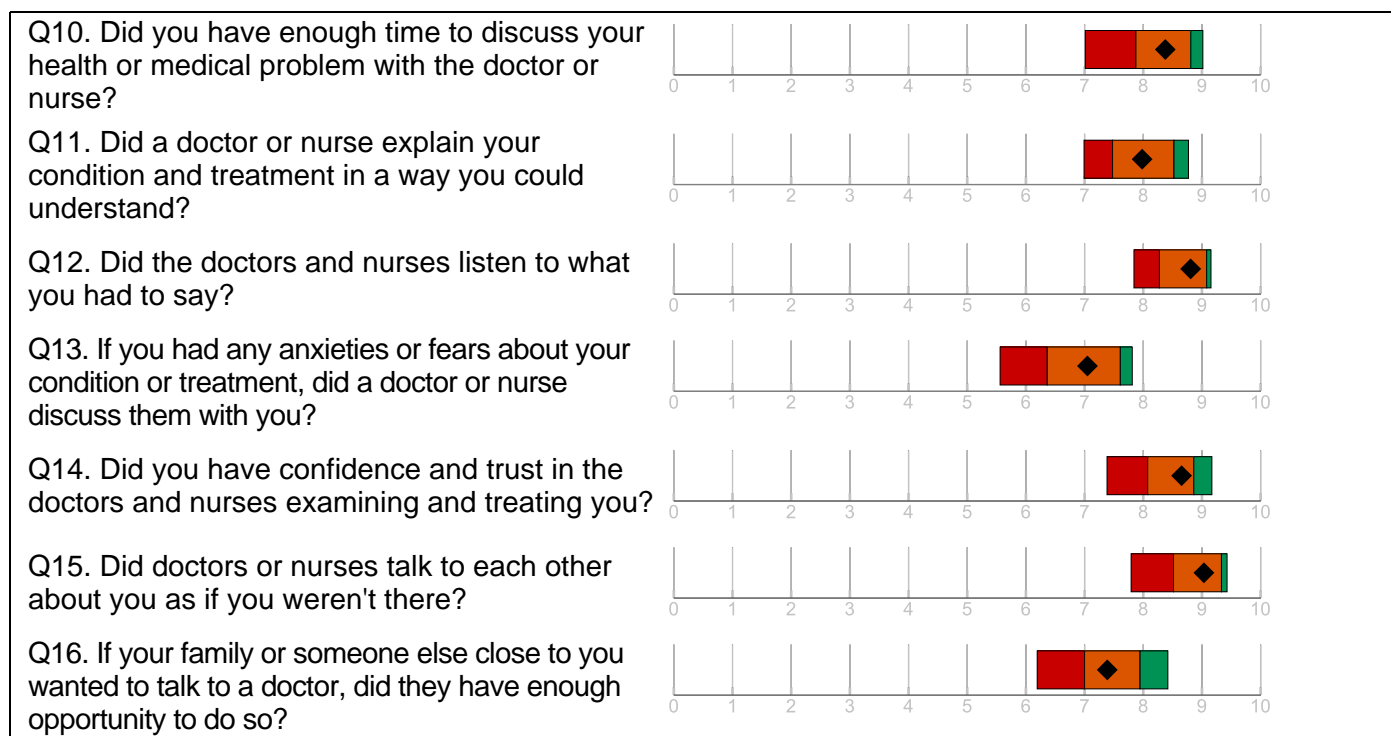 Q10. Did you have enough time to discuss your
health or medical problem with the doctor or
nurse?
0 1 2 3 4 5 6 7 8 9 10
Q11. Did a doctor or nurse explain your
condition and treatment in a way you could
understand?
0 1 2 3 4 5 6 7 8 9 10
Q12. Did the doctors and nurses listen to what
you had to say?
0 1 2 3 4 5 6 7 8 9 10
Q13. If you had any anxieties or fears about your
condition or treatment, did a doctor or nurse
discuss them with you?
0 1 2 3 4 5 6 7 8 9 10
Q14. Did you have confidence and trust in the
doctors and nurses examining and treating you?
0 1 2 3 4 5 6 7 8 9 10
Q15. Did doctors or nurses talk to each other
about you as if you weren't there?
0 1 2 3 4 5 6 7 8 9 10
Q16. If your family or someone else close to you
wanted to talk to a doctor, did they have enough
opportunity to do so?
0 1 2 3 4 5 6 7 8 9 10